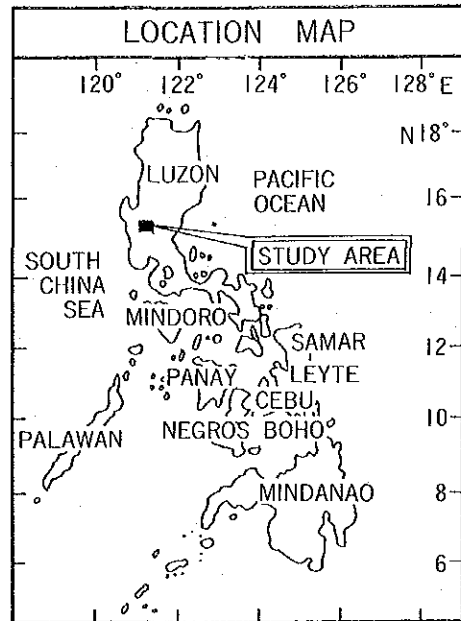 LOCATION MAP
120° 122° 124° 126° 128° E
N 18°
LUZON
PACIFIC
OCEAN
16
STUDY AREA
SOUTH
CHINA
SEA
14
MINDORO
SAMAR
12
LEYTE
PANAY
CEBU
10
PALAWAN
NEGROS BOHO
MINDANAO
8
6